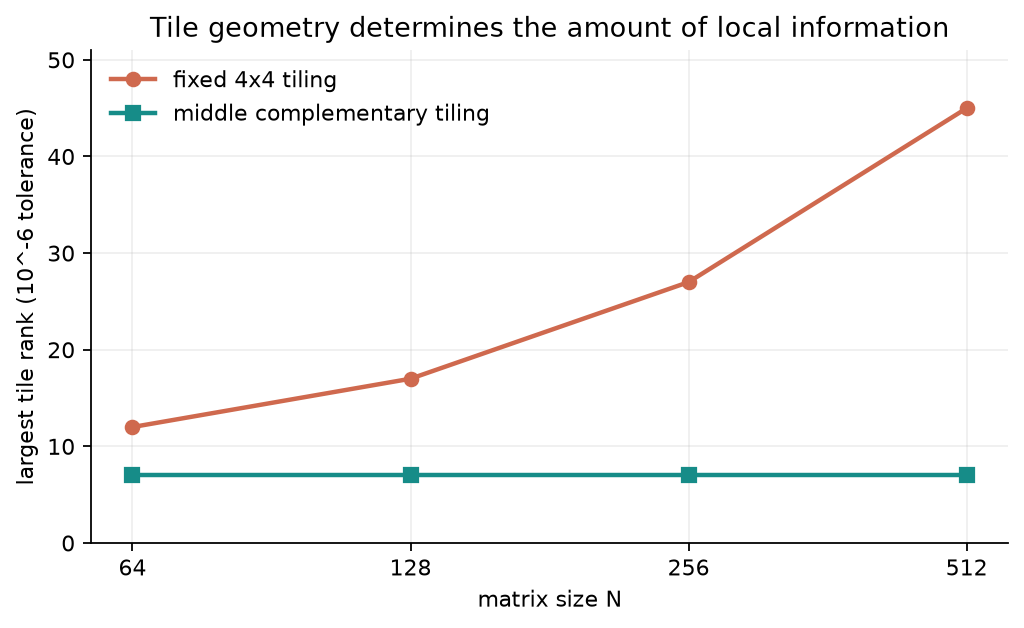 Tile geometry determines the amount of local information
fixed 4x4 tiling
middle complementary tiling
largest tile rank (10^-6 tolerance)
50
40
30
20
10
0
64 128 256 512
matrix size N